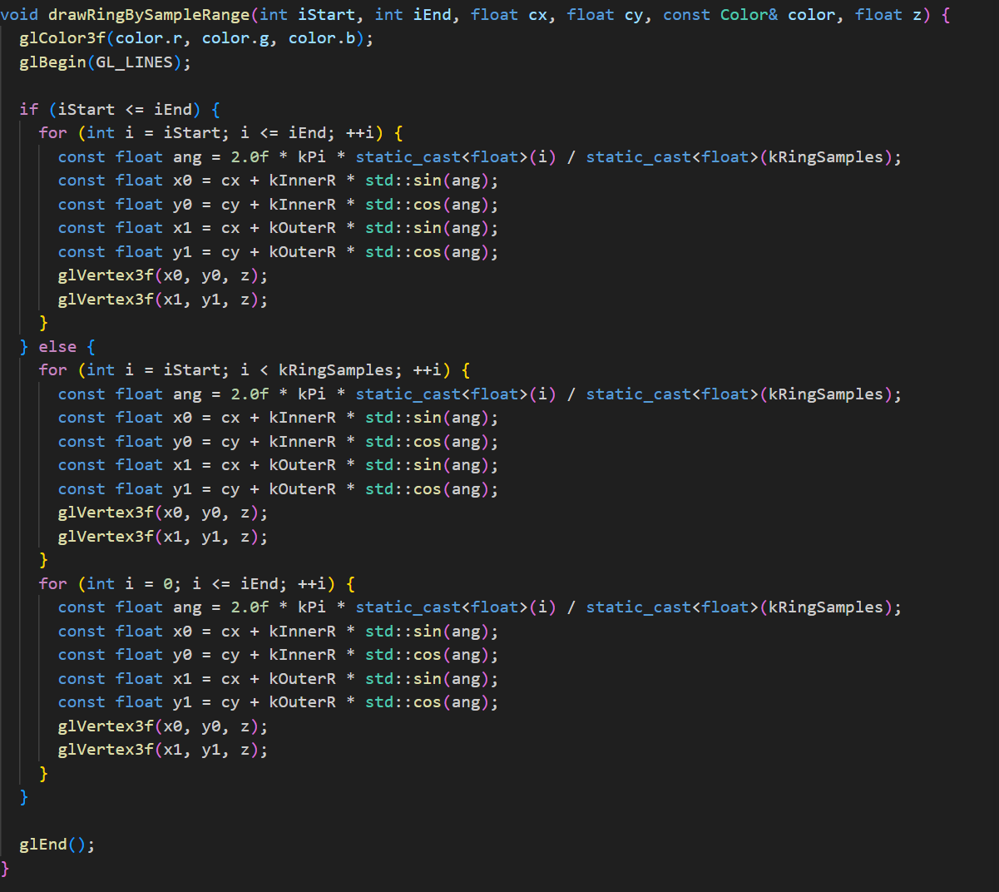 void drawRingBySampleRange(int iStart, int iEnd, float cx, float cy, const Color& color, float z) {
  glColor3f(color.r, color.g, color.b);
  glBegin(GL_LINES);

  if (iStart <= iEnd) {
    for (int i = iStart; i <= iEnd; ++i) {
      const float ang = 2.0f * kPi * static_cast<float>(i) / static_cast<float>(kRingSamples);
      const float x0 = cx + kInnerR * std::sin(ang);
      const float y0 = cy + kInnerR * std::cos(ang);
      const float x1 = cx + kOuterR * std::sin(ang);
      const float y1 = cy + kOuterR * std::cos(ang);
      glVertex3f(x0, y0, z);
      glVertex3f(x1, y1, z);
    }
  } else {
    for (int i = iStart; i < kRingSamples; ++i) {
      const float ang = 2.0f * kPi * static_cast<float>(i) / static_cast<float>(kRingSamples);
      const float x0 = cx + kInnerR * std::sin(ang);
      const float y0 = cy + kInnerR * std::cos(ang);
      const float x1 = cx + kOuterR * std::sin(ang);
      const float y1 = cy + kOuterR * std::cos(ang);
      glVertex3f(x0, y0, z);
      glVertex3f(x1, y1, z);
    }
    for (int i = 0; i <= iEnd; ++i) {
      const float ang = 2.0f * kPi * static_cast<float>(i) / static_cast<float>(kRingSamples);
      const float x0 = cx + kInnerR * std::sin(ang);
      const float y0 = cy + kInnerR * std::cos(ang);
      const float x1 = cx + kOuterR * std::sin(ang);
      const float y1 = cy + kOuterR * std::cos(ang);
      glVertex3f(x0, y0, z);
      glVertex3f(x1, y1, z);
    }
  }

  glEnd();
}